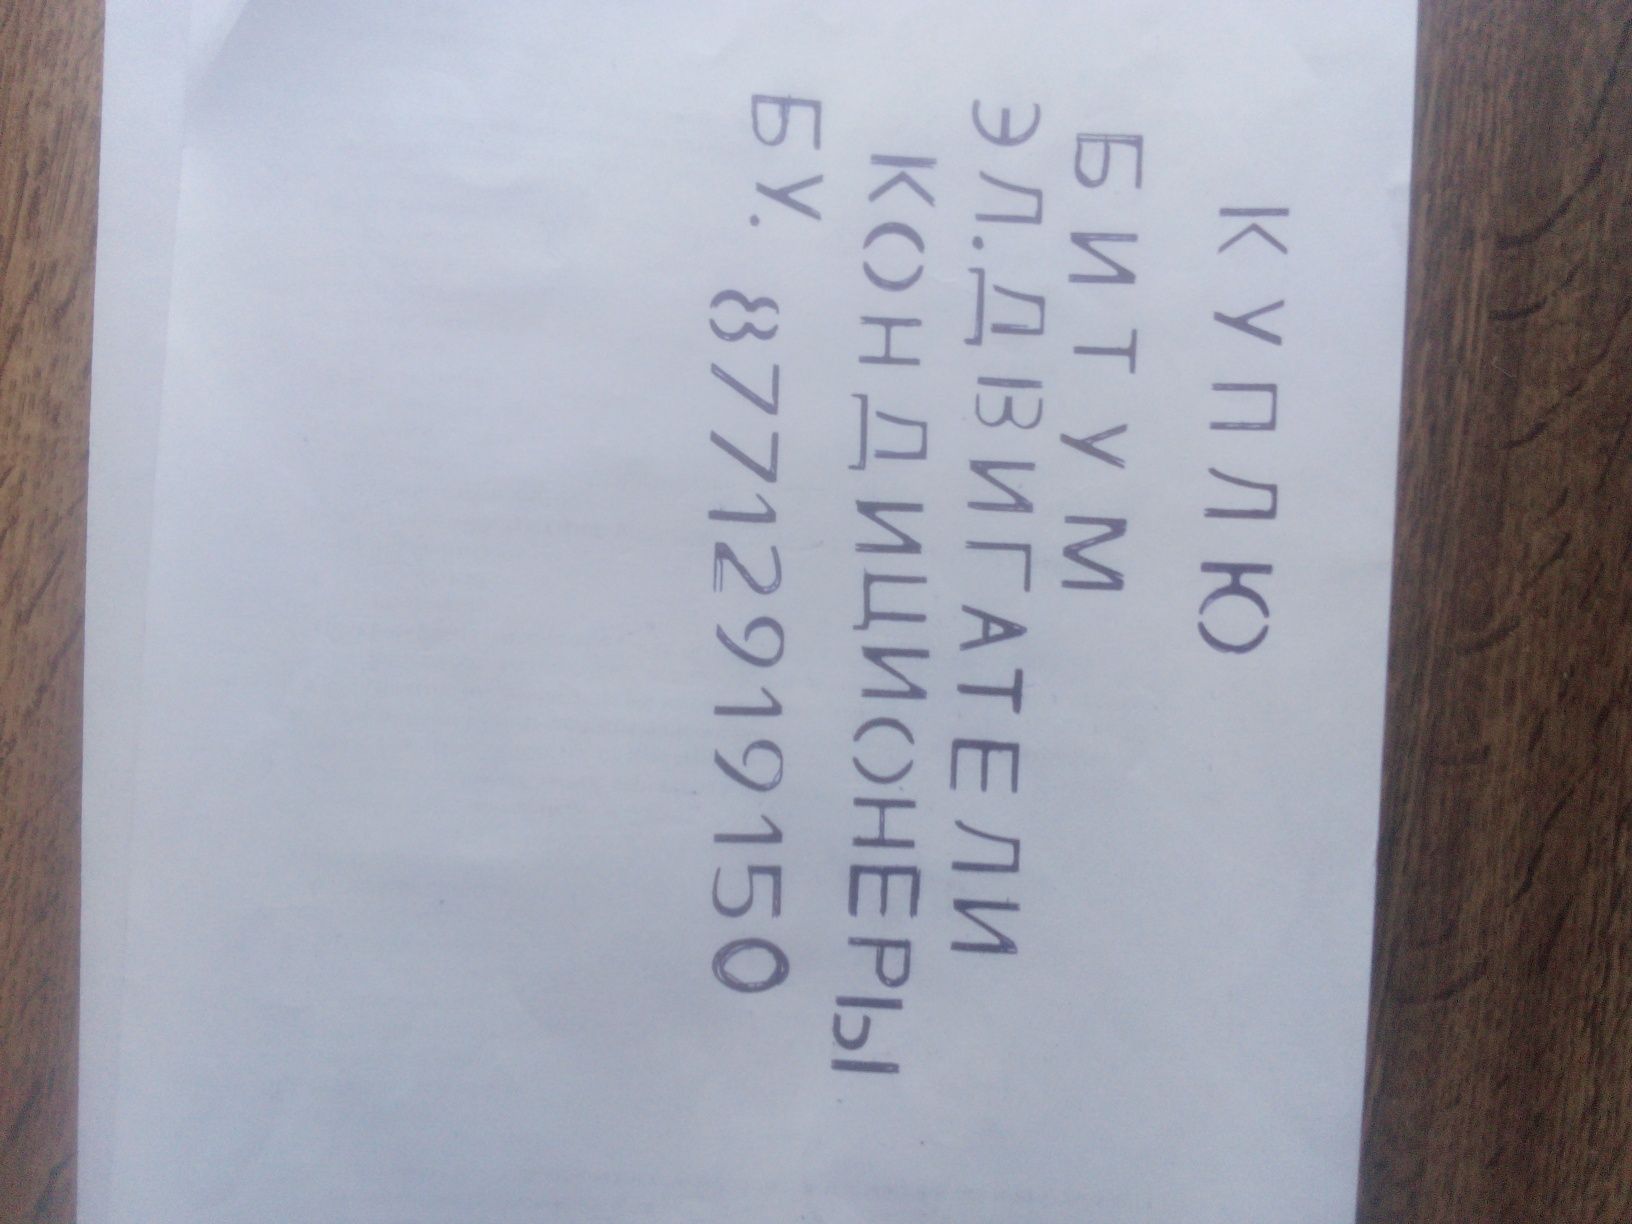 КУПЛЮ
БИТУМ
ЭЛ.ДВИГАТЕЛИ
КОНДИЦИОНЕРЫ
БУ. 87712919150